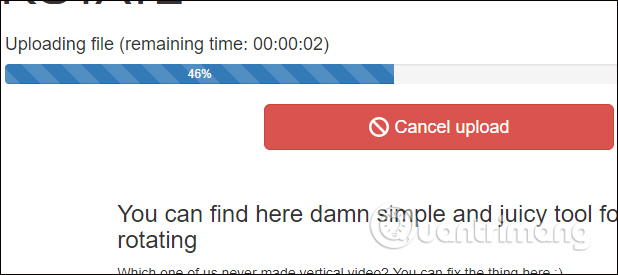 ROTATE
Uploading file (remaining time: 00:00:02)
46%
Cancel upload
You can find here damn simple and juicy tool fo
rotating
Quantrimang
Which one of us never made vertical video? You can fix the thing here :)